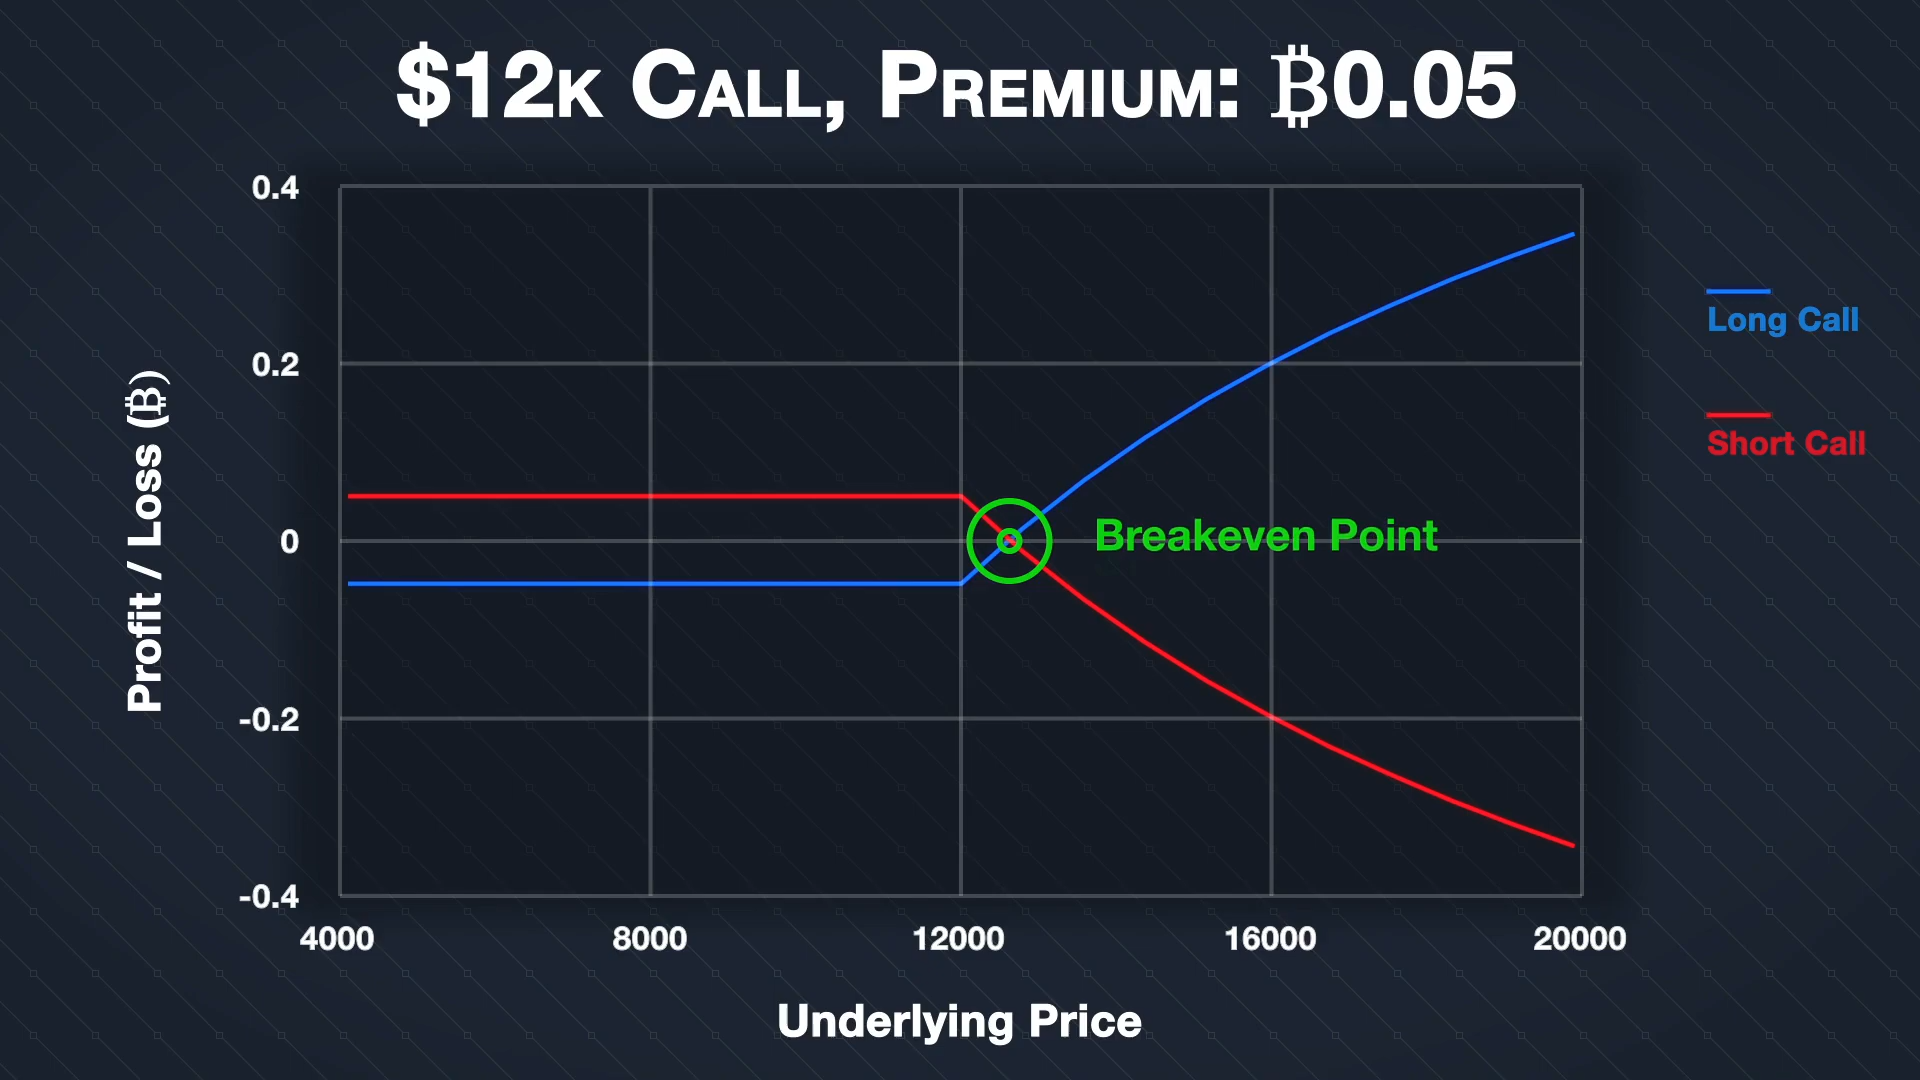 $12K CALL, PREMIUM: ₿0.05
0.4
0.2
0
-0.2
-0.4
Profit / Loss (₿)
Long Call
Short Call
Breakeven Point
4000 8000 12000 16000 20000
Underlying Price